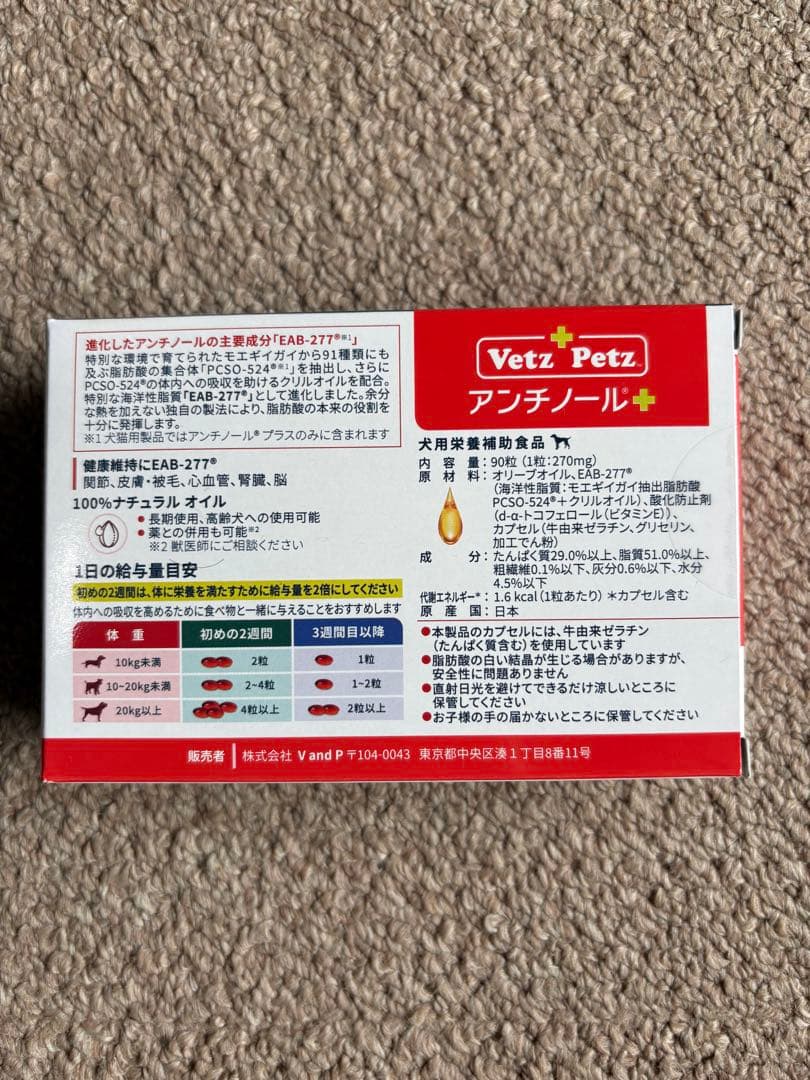 進化したアンチノールの主要成分「EAB-277®※1」
特別な環境で育てられたモエギイガイから91種類にも
及ぶ脂肪酸の集合体「PCSO-524®※1」を抽出し、さらに
PCSO-524®の体内への吸収を助けるクリルオイルを配合。
特別な海洋性脂質「EAB-277®」として進化しました。余分
な熱を加えない独自の製法により、脂肪酸の本来の役割を
十分に発揮します。
※1 犬猫用製品ではアンチノール® プラスのみに含まれます
健康維持にEAB-277®
関節、皮膚・被毛、心血管、腎臓、脳
100%ナチュラル オイル
● 長期使用、高齢犬への使用可能
● 薬との併用も可能※2
※2 獣医師にご相談ください
1日の給与量目安
初めの2週間は、体に栄養を満たすために給与量を2倍にしてください
体内への吸収を高めるために食べ物と一緒に与えることをおすすめします
体重 初めの2週間 3週間目以降
10kg未満 2粒 1粒
10~20kg未満 2~4粒 1~2粒
20kg以上 4粒以上 2粒以上
Vetz Petz™
アンチノール®+
犬用栄養補助食品
内容量:90粒(1粒:270mg)
原材料:オリーブオイル、EAB-277®
(海洋性脂質:モエギイガイ抽出脂肪酸
PCSO-524®+クリルオイル)、酸化防止剤
(d-α-トコフェロール(ビタミンE))、
カプセル(牛由来ゼラチン、グリセリン、
加工でん粉)
成分:たんぱく質29.0%以上、脂質51.0%以上、
粗繊維0.1%以下、灰分0.6%以下、水分
4.5%以下
代謝エネルギー*:1.6 kcal(1粒あたり)*カプセル含む
原産国:日本
●本製品のカプセルには、牛由来ゼラチン
(たんぱく質含む)を使用しています
●脂肪酸の白い結晶が生じる場合がありますが、
安全性に問題ありません
●直射日光を避けてできるだけ涼しいところに
保管してください
●お子様の手の届かないところに保管してください
販売者 株式会社 V and P 〒104-0043 東京都中央区湊1丁目8番11号